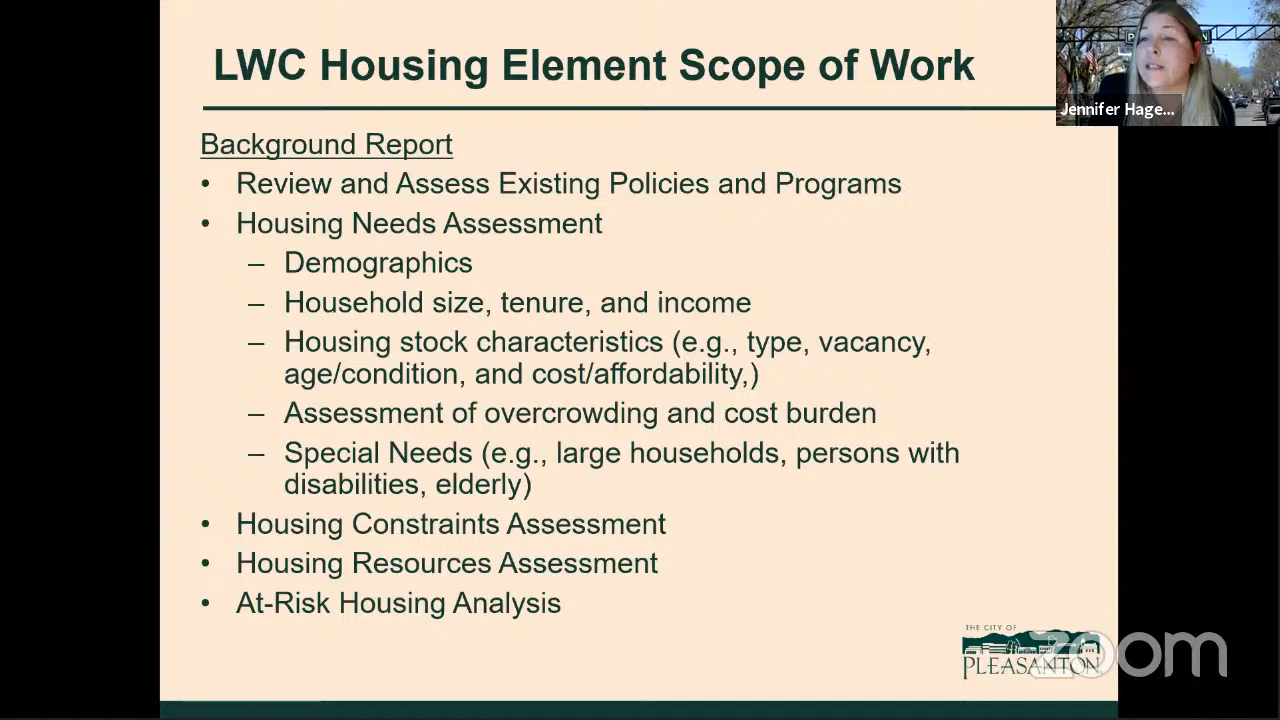 LWC Housing Element Scope of Work
Jennifer Hage...
Background Report
• Review and Assess Existing Policies and Programs
• Housing Needs Assessment
– Demographics
– Household size, tenure, and income
– Housing stock characteristics (e.g., type, vacancy,
age/condition, and cost/affordability,)
– Assessment of overcrowding and cost burden
– Special Needs (e.g., large households, persons with
disabilities, elderly)
• Housing Constraints Assessment
• Housing Resources Assessment
• At-Risk Housing Analysis
THE CITY OF
PLEASANTON
zoom